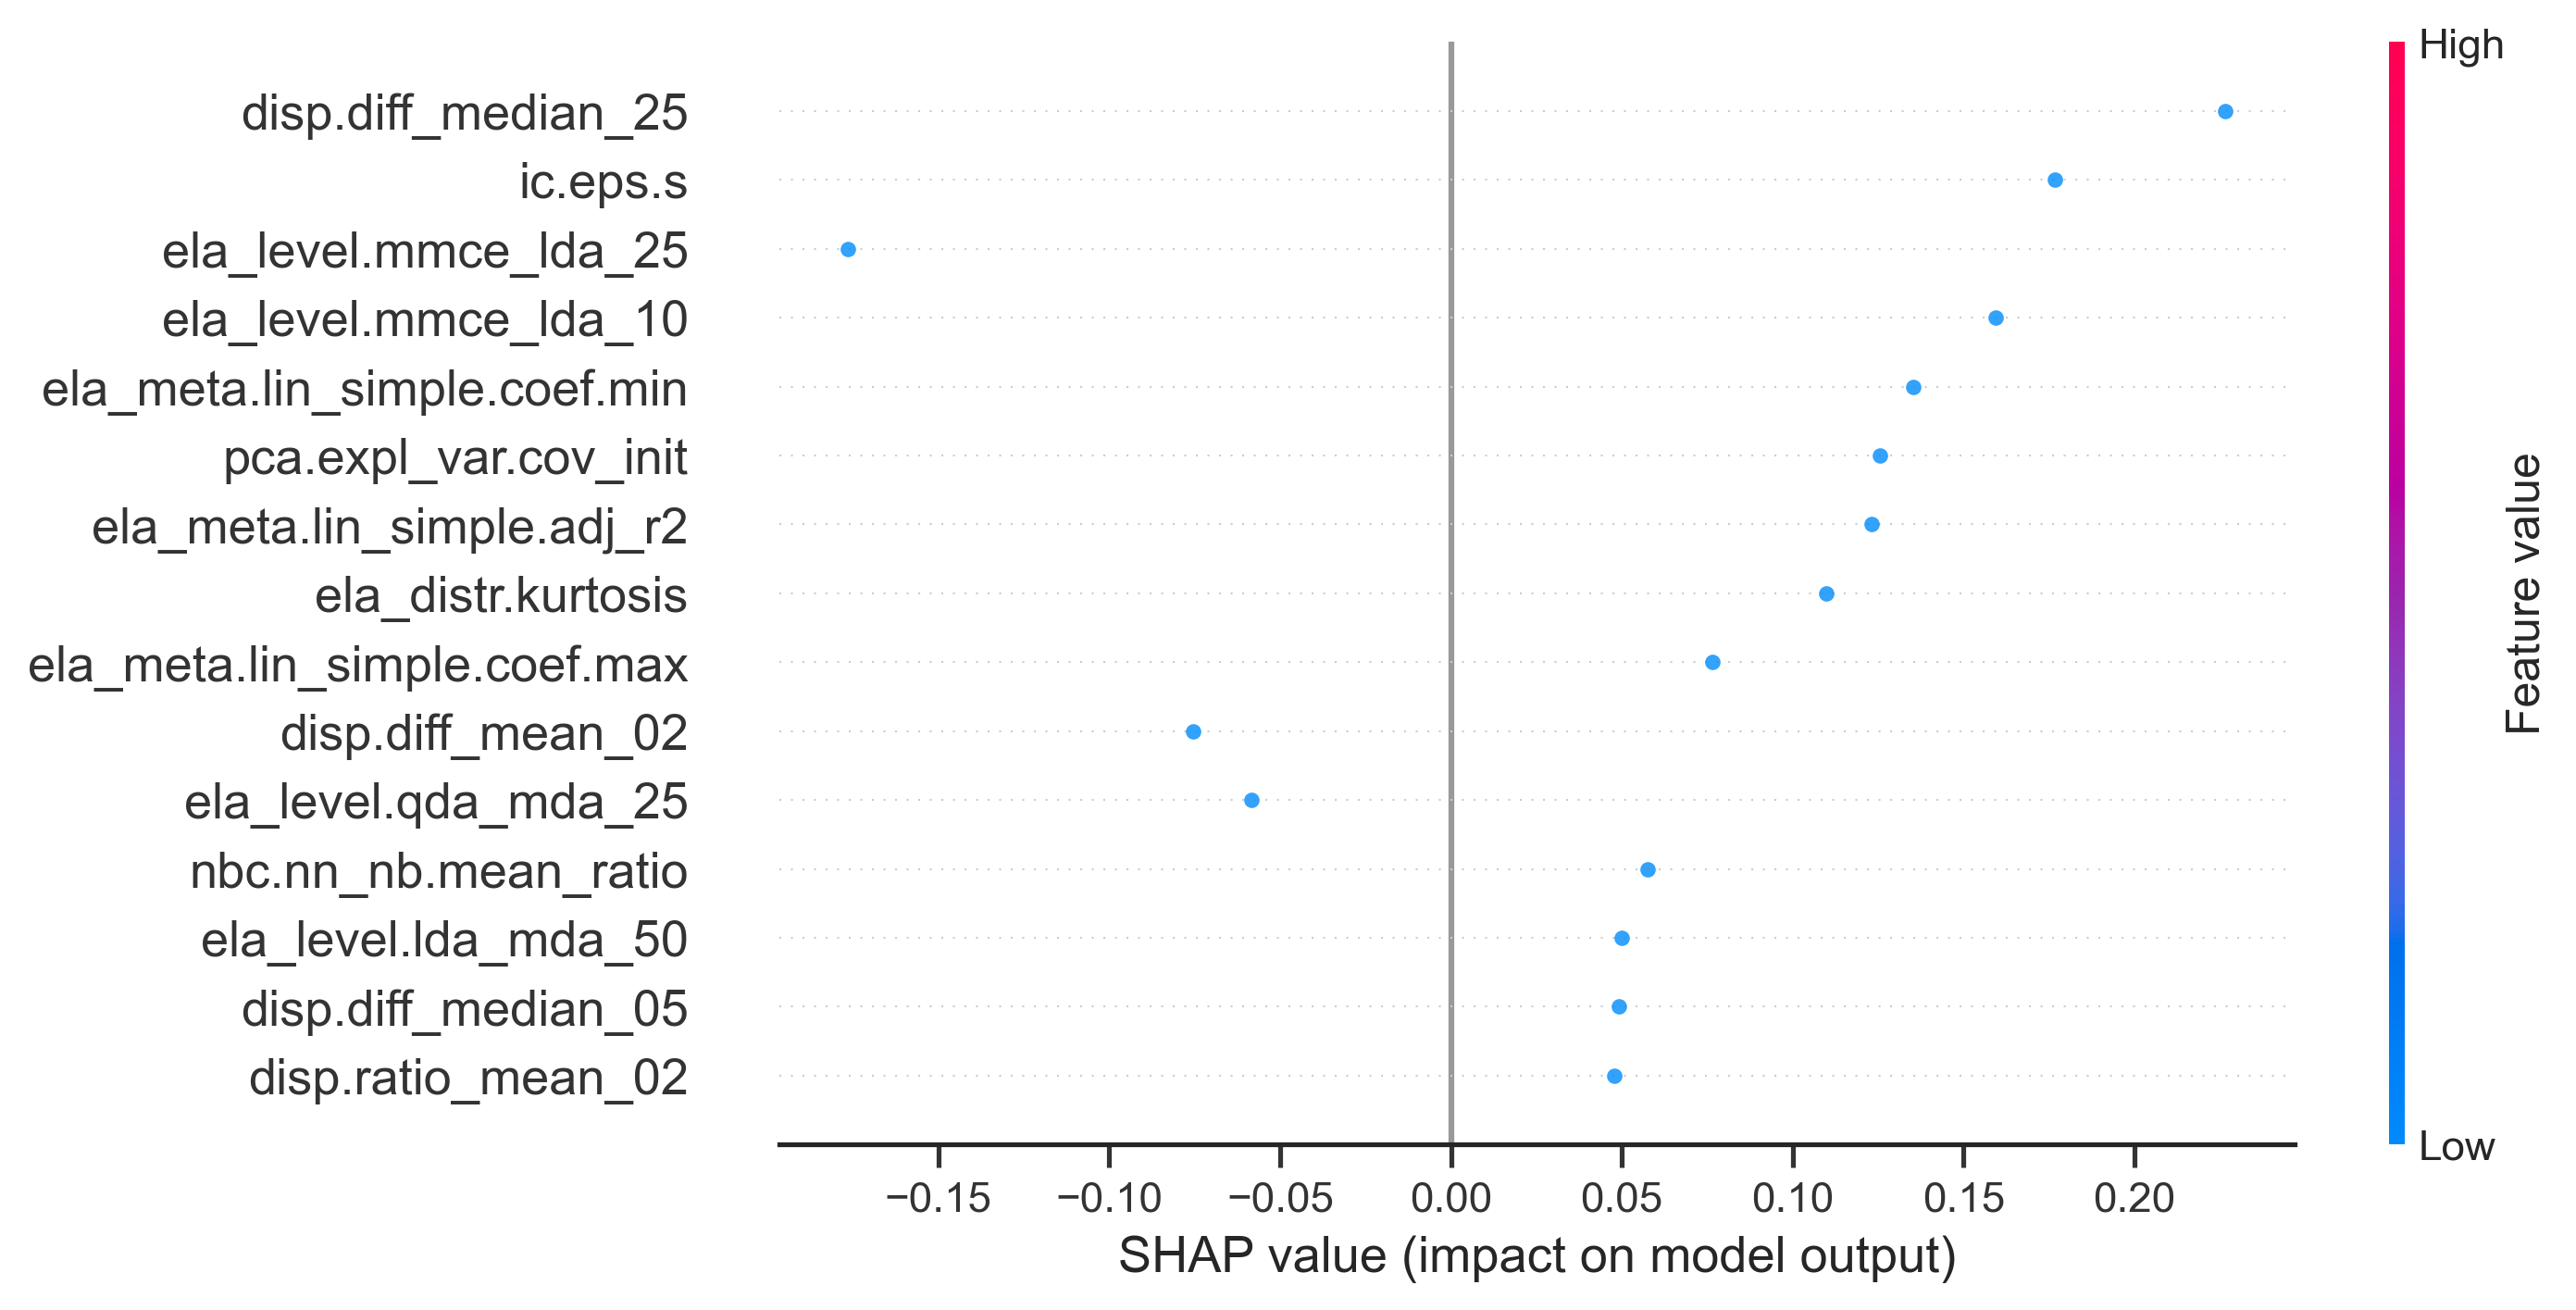 High
disp.diff_median_25
ic.eps.s
ela_level.mmce_lda_25
ela_level.mmce_lda_10
ela_meta.lin_simple.coef.min
pca.expl_var.cov_init
ela_meta.lin_simple.adj_r2
ela_distr.kurtosis
ela_meta.lin_simple.coef.max
disp.diff_mean_02
ela_level.qda_mda_25
nbc.nn_nb.mean_ratio
ela_level.lda_mda_50
disp.diff_median_05
disp.ratio_mean_02
Feature value
Low
−0.15 −0.10 −0.05 0.00 0.05 0.10 0.15 0.20
SHAP value (impact on model output)